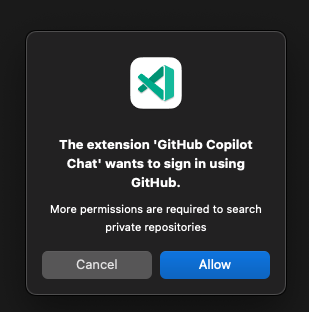 The extension 'GitHub Copilot
Chat' wants to sign in using
GitHub.
More permissions are required to search
private repositories
Cancel
Allow